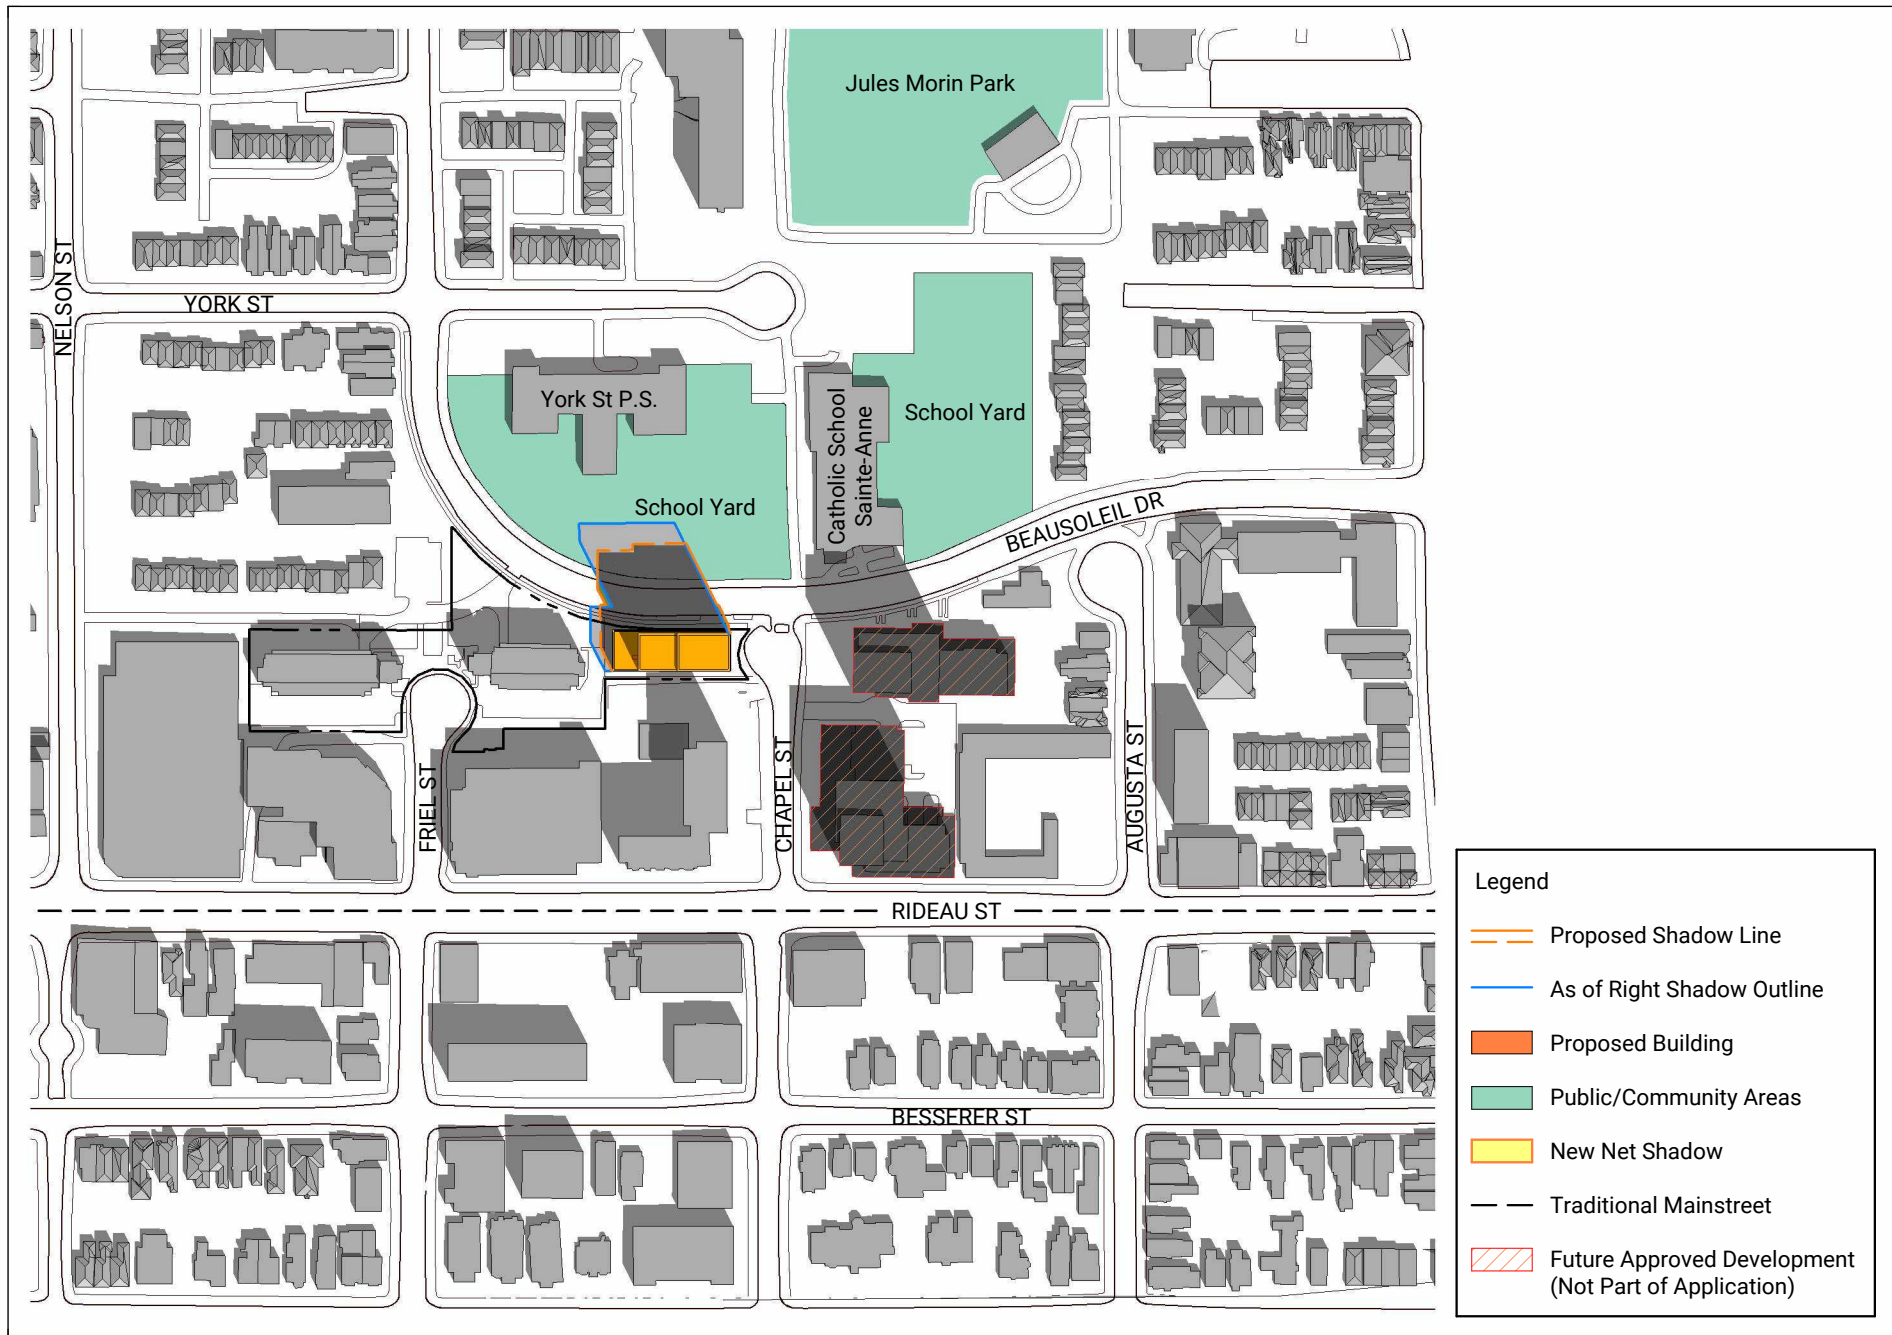 Jules Morin Park
NELSON ST
YORK ST
York St P.S.
Catholic School
Sainte-Anne
School Yard
School Yard
BEAUSOLEIL DR
FRIEL ST
CHAPEL ST
AUGUSTA ST
RIDEAU ST
BESSERER ST
Legend
Proposed Shadow Line
As of Right Shadow Outline
Proposed Building
Public/Community Areas
New Net Shadow
Traditional Mainstreet
Future Approved Development
(Not Part of Application)